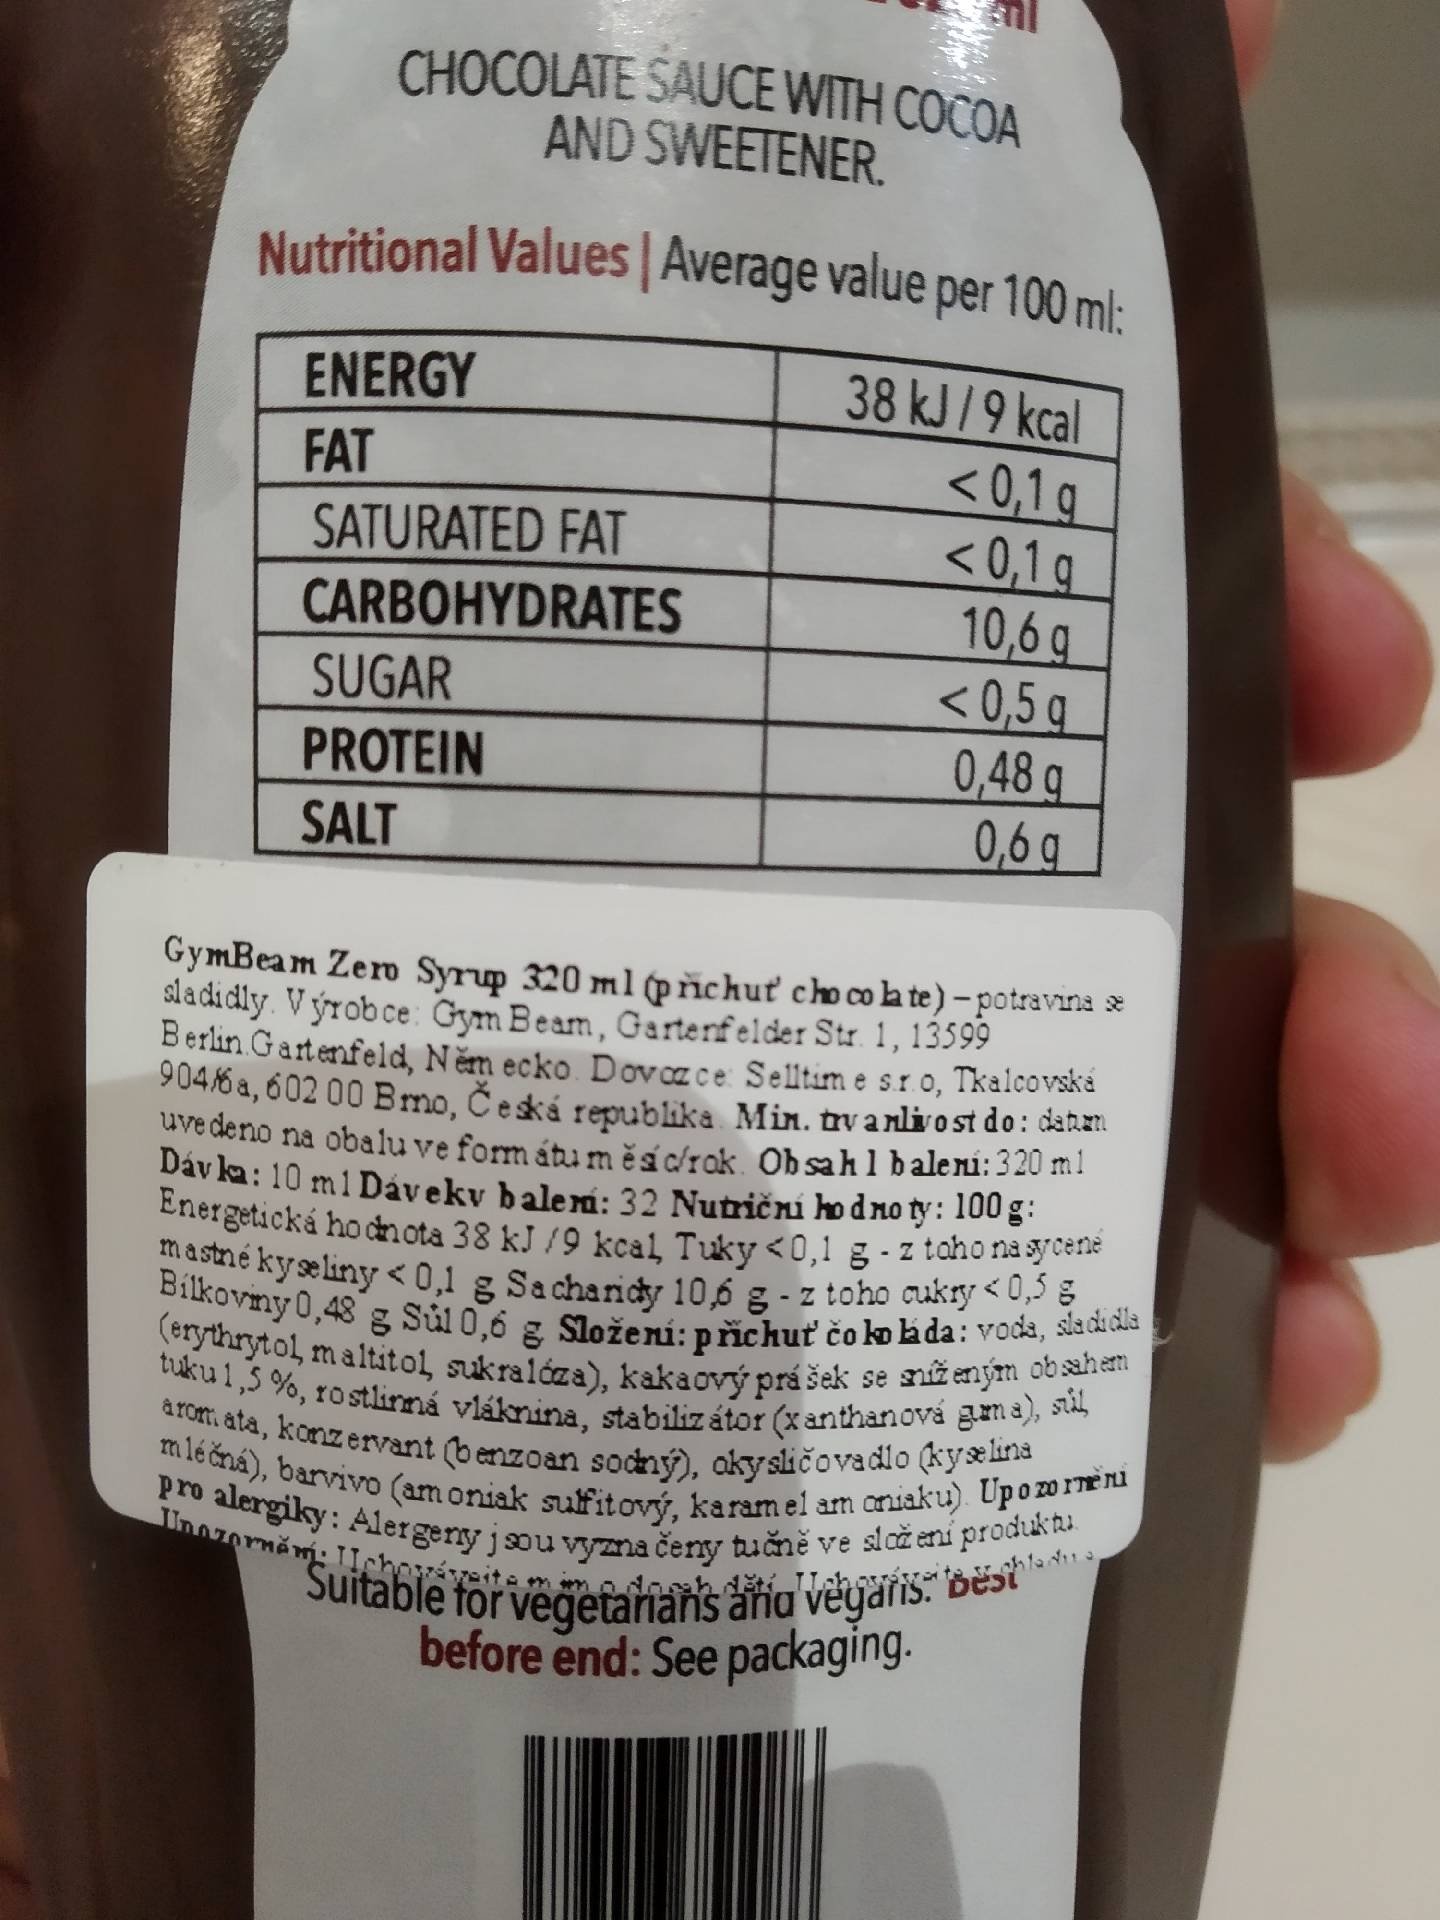 ml
CHOCOLATE SAUCE WITH COCOA
AND SWEETENER.
Nutritional Values | Average value per 100 ml:
ENERGY 38 kJ / 9 kcal
FAT < 0,1 g
SATURATED FAT < 0,1 g
CARBOHYDRATES 10,6 g
SUGAR < 0,5 g
PROTEIN 0,48 g
SALT 0,6 g
GymBeam Zero Syrup 320 ml (příchuť chocolate) – potravina se
sladidly. Výrobce: GymBeam, Gartenfelder Str. 1, 13599
Berlin.Gartenfeld, Německo. Dovozce: Selltime s.r.o, Tkalcovská
904/6a, 602 00 Brno, Česká republika. Min. trvanlivost do: datum
uvedeno na obalu ve formátu měsíc/rok. Obsah 1 balení: 320 ml
Dávka: 10 ml Dávek v balení: 32 Nutriční hodnoty: 100 g:
Energetická hodnota 38 kJ /9 kcal, Tuky <0,1 g - z toho nasycené
mastné kyseliny < 0,1 g Sacharidy 10,6 g - z toho cukry < 0,5 g
Bílkoviny 0,48 g Sůl 0,6 g Složení: příchuť čokoláda: voda, sladidla
(erythrytol, maltitol, sukralóza), kakaový prášek se sníženým obsahem
tuku 1,5 %, rostlinná vláknina, stabilizátor (xanthanová guma), sůl,
aromata, konzervant (benzoan sodný), okysličovadlo (kyselina
mléčná), barvivo (amoniak sulfitový, karamel amoniaku). Upozornění
pro alergiky: Alergeny jsou vyznačeny tučně ve složení produktu.
Upozornění: Uchovávejte mimo dosah dětí. Uchovávejte v chladu a
Suitable for vegetarians and vegans. Best
before end: See packaging.